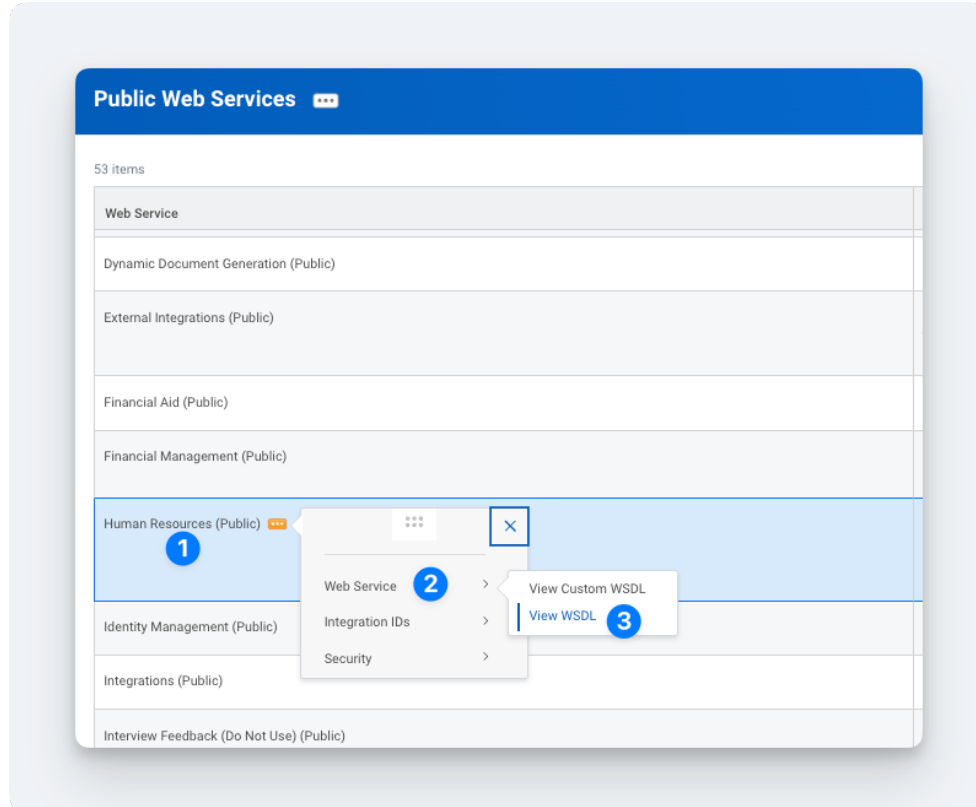 Public Web Services
53 items
Web Service
Dynamic Document Generation (Public)
External Integrations (Public)
Financial Aid (Public)
Financial Management (Public)
Human Resources (Public)
1
Web Service
2
View Custom WSDL
View WSDL
3
Integration IDs
Security
Identity Management (Public)
Integrations (Public)
Interview Feedback (Do Not Use) (Public)